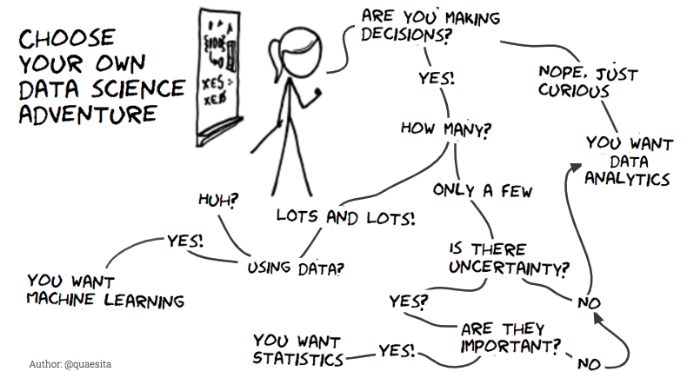 CHOOSE
YOUR OWN
DATA SCIENCE
ADVENTURE
ARE YOU MAKING
DECISIONS?
YES!
NOPE, JUST
CURIOUS
HOW MANY?
YOU WANT
DATA
ANALYTICS
ONLY A FEW
LOTS AND LOTS!
HUH?
YES!
USING DATA?
YOU WANT
MACHINE LEARNING
IS THERE
UNCERTAINTY?
YES?
NO
ARE THEY
IMPORTANT?
YOU WANT
STATISTICS
YES!
NO
Author: @quaesita